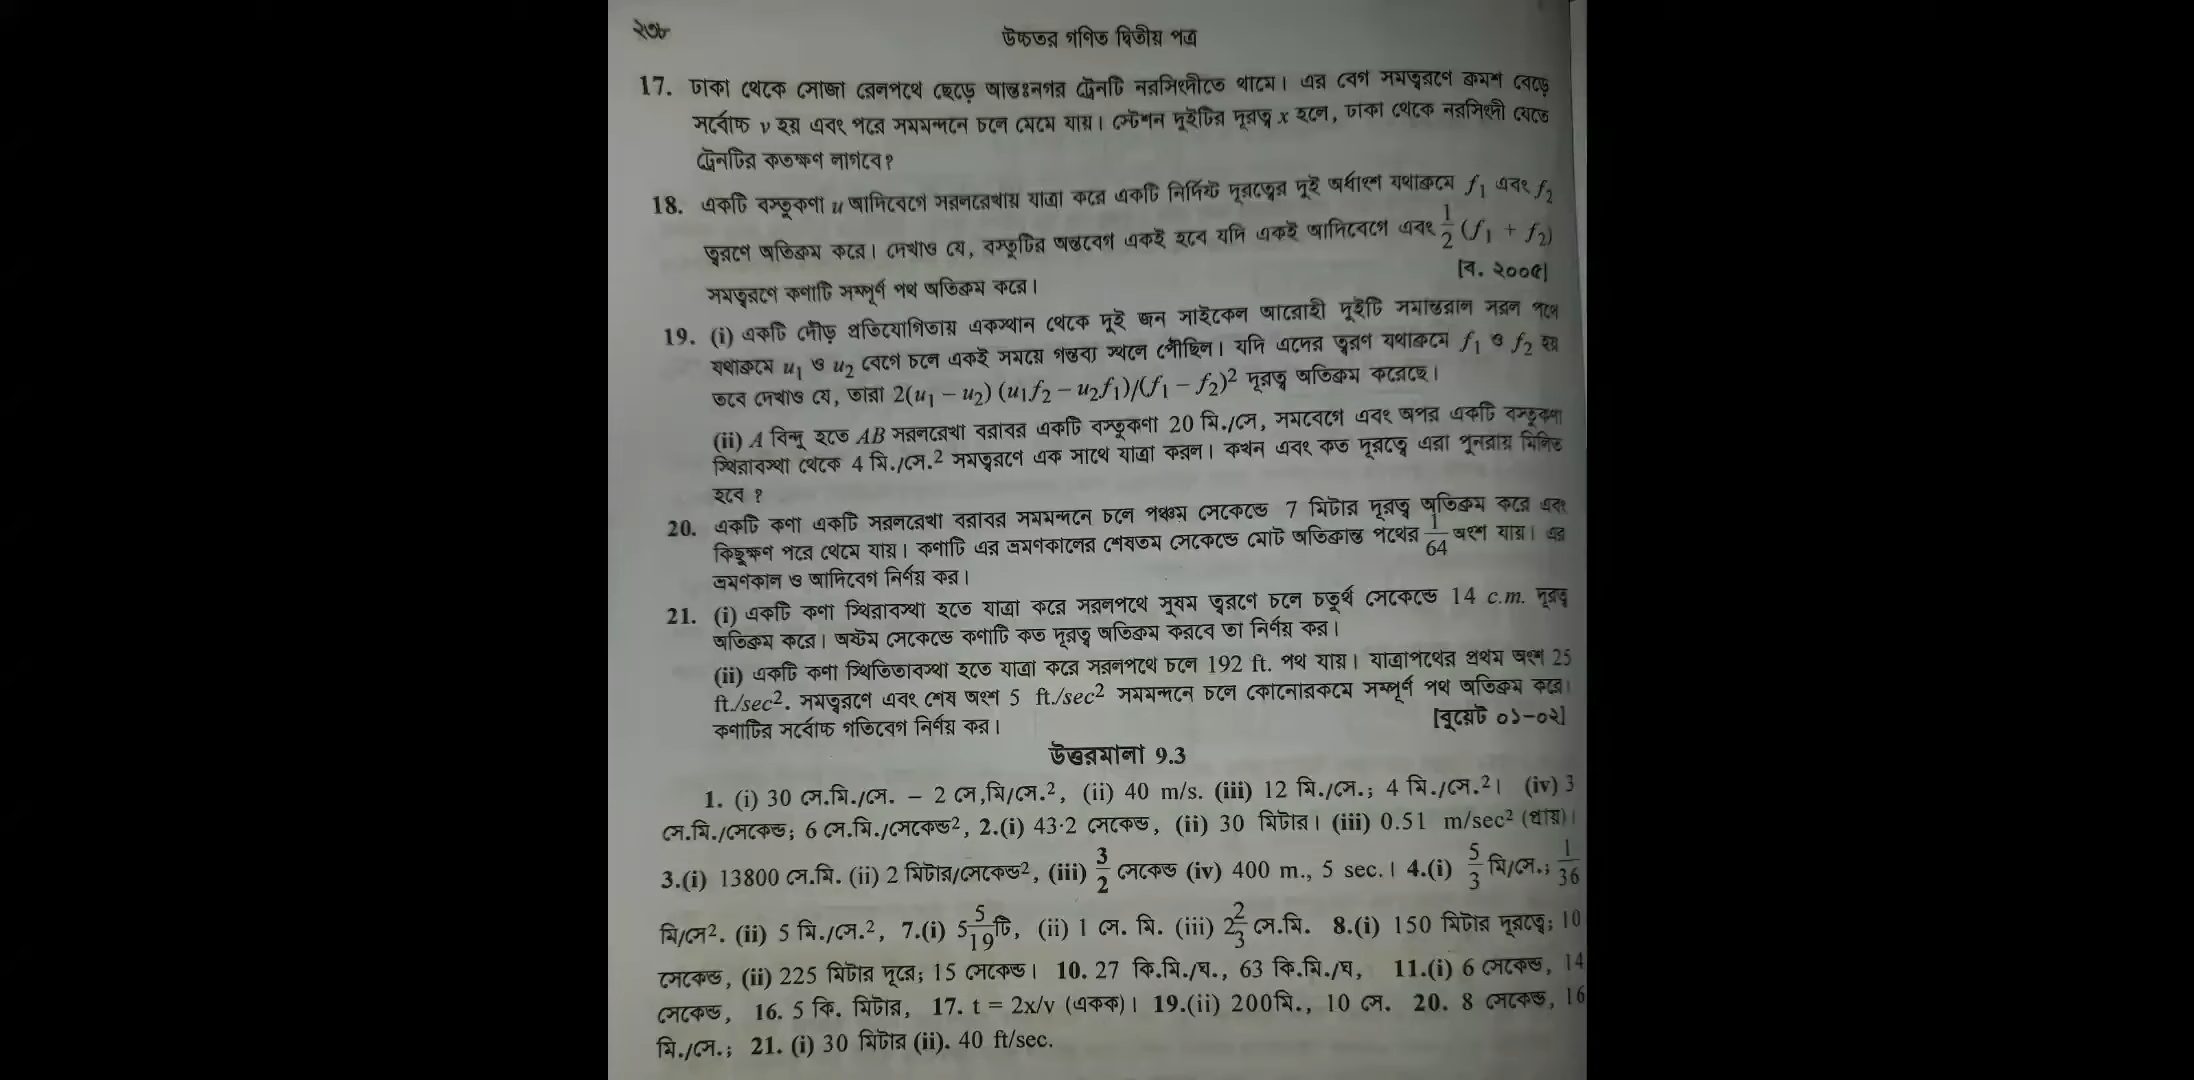 ২৩৮
উচ্চতর গণিত দ্বিতীয় পত্র
17. ঢাকা থেকে সোজা রেলপথে ছেড়ে আন্তঃনগর ট্রেনটি নরসিংদীতে থামে। এর বেগ সমত্বরণে ক্রমশ বেড়ে
সর্বোচ্চ v হয় এবং পরে সমমন্দনে চলে থেমে যায়। স্টেশন দুইটির দূরত্ব x হলে, ঢাকা থেকে নরসিংদী যেতে
ট্রেনটির কতক্ষণ লাগবে?
18. একটি বস্তুকণা u আদিবেগে সরলরেখায় যাত্রা করে একটি নির্দিষ্ট দূরত্বের দুই অর্ধাংশ যথাক্রমে f₁ এবং f₂
ত্বরণে অতিক্রম করে। দেখাও যে, বস্তুটির অন্তবেগ একই হবে যদি একই আদিবেগে এবং 1/2 (f₁ + f₂)
সমত্বরণে কণাটি সম্পূর্ণ পথ অতিক্রম করে। [ব. ২০০৫]
19. (i) একটি দৌড় প্রতিযোগিতায় একস্থান থেকে দুই জন সাইকেল আরোহী দুইটি সমান্তরাল সরল পথে
যথাক্রমে u₁ ও u₂ বেগে চলে একই সময়ে গন্তব্য স্থলে পৌঁছিল। যদি এদের ত্বরণ যথাক্রমে f₁ ও f₂ হয়
তবে দেখাও যে, তারা 2(u₁ – u₂) (u₁f₂ – u₂f₁)/(f₁ – f₂)² দূরত্ব অতিক্রম করেছে।
(ii) A বিন্দু হতে AB সরলরেখা বরাবর একটি বস্তুকণা 20 মি./সে, সমবেগে এবং অপর একটি বস্তুকণা
স্থিরাবস্থা থেকে 4 মি./সে.² সমত্বরণে এক সাথে যাত্রা করল। কখন এবং কত দূরত্বে এরা পুনরায় মিলিত
হবে ?
20. একটি কণা একটি সরলরেখা বরাবর সমমন্দনে চলে পঞ্চম সেকেন্ডে 7 মিটার দূরত্ব অতিক্রম করে এবং
কিছুক্ষণ পরে থেমে যায়। কণাটি এর ভ্রমণকালের শেষতম সেকেন্ডে মোট অতিক্রান্ত পথের 1/64 অংশ যায়। এর
ভ্রমণকাল ও আদিবেগ নির্ণয় কর।
21. (i) একটি কণা স্থিরাবস্থা হতে যাত্রা করে সরলপথে সুষম ত্বরণে চলে চতুর্থ সেকেন্ডে 14 c.m. দূরত্ব
অতিক্রম করে। অষ্টম সেকেন্ডে কণাটি কত দূরত্ব অতিক্রম করবে তা নির্ণয় কর।
(ii) একটি কণা স্থিতিতাবস্থা হতে যাত্রা করে সরলপথে চলে 192 ft. পথ যায়। যাত্রাপথের প্রথম অংশ 25
ft./sec². সমত্বরণে এবং শেষ অংশ 5 ft./sec² সমমন্দনে চলে কোনোরকমে সম্পূর্ণ পথ অতিক্রম করে।
কণাটির সর্বোচ্চ গতিবেগ নির্ণয় কর। [বুয়েট ০১-০২]
উত্তরমালা 9.3
1. (i) 30 সে.মি./সে. – 2 সে,মি/সে.², (ii) 40 m/s. (iii) 12 মি./সে.; 4 মি./সে.²। (iv) 3
সে.মি./সেকেন্ড; 6 সে.মি./সেকেন্ড², 2.(i) 43·2 সেকেন্ড, (ii) 30 মিটার। (iii) 0.51 m/sec² (প্রায়)।
3.(i) 13800 সে.মি. (ii) 2 মিটার/সেকেন্ড², (iii) 3/2 সেকেন্ড (iv) 400 m., 5 sec. । 4.(i) 5/3 মি/সে.; 1/36
মি/সে². (ii) 5 মি./সে.², 7.(i) 5 5/19 টি, (ii) 1 সে. মি. (iii) 2 2/3 সে.মি. 8.(i) 150 মিটার দূরত্বে; 10
সেকেন্ড, (ii) 225 মিটার দূরে; 15 সেকেন্ড। 10. 27 কি.মি./ঘ., 63 কি.মি./ঘ, 11.(i) 6 সেকেন্ড, 14
সেকেন্ড, 16. 5 কি. মিটার, 17. t = 2x/v (একক)। 19.(ii) 200মি., 10 সে. 20. 8 সেকেন্ড, 16
মি./সে.; 21. (i) 30 মিটার (ii). 40 ft/sec.